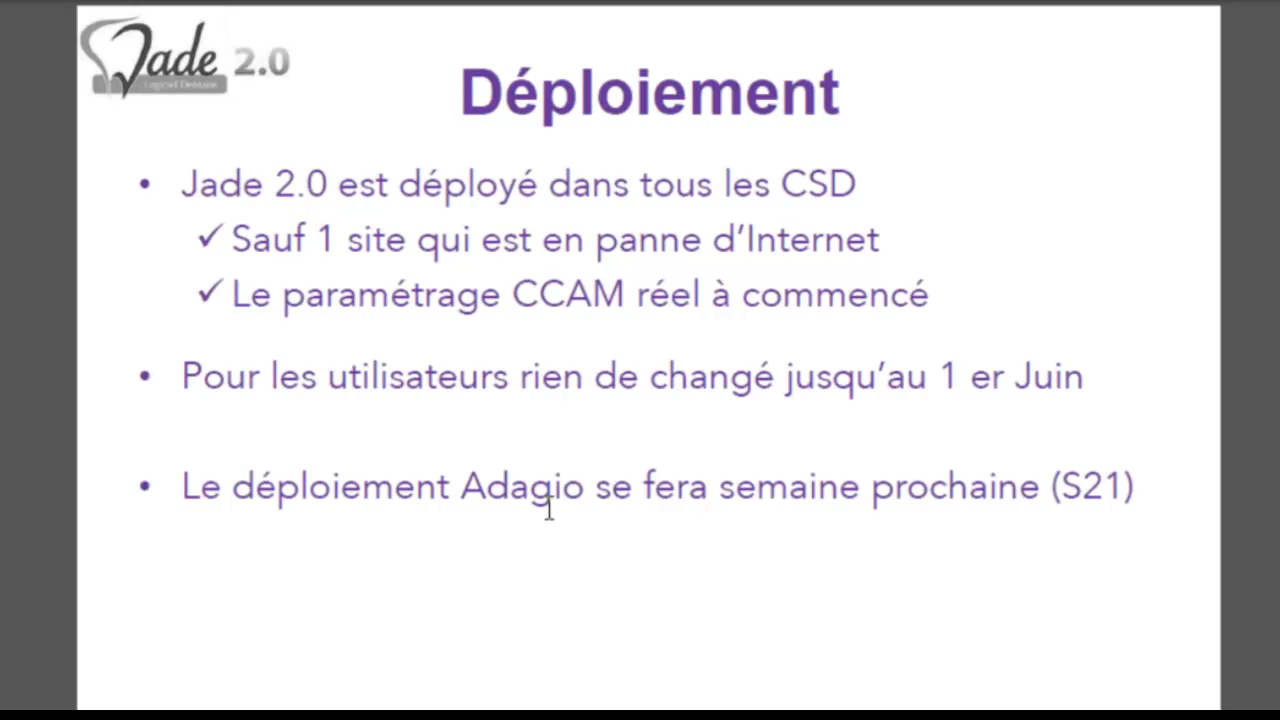 Jade 2.0
Logiciel Dentaire
Déploiement
• Jade 2.0 est déployé dans tous les CSD
✓ Sauf 1 site qui est en panne d’Internet
✓ Le paramétrage CCAM réel à commencé
• Pour les utilisateurs rien de changé jusqu’au 1 er Juin
• Le déploiement Adagio se fera semaine prochaine (S21)